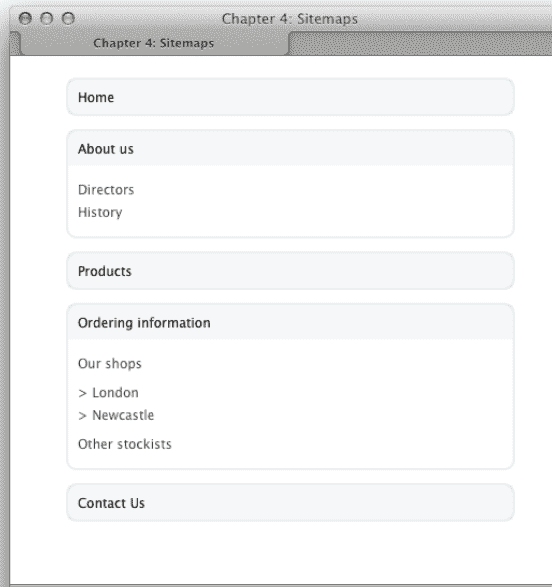 Chapter 4: Sitemaps
Chapter 4: Sitemaps
Home
About us
Directors
History
Products
Ordering information
Our shops
> London
> Newcastle
Other stockists
Contact Us